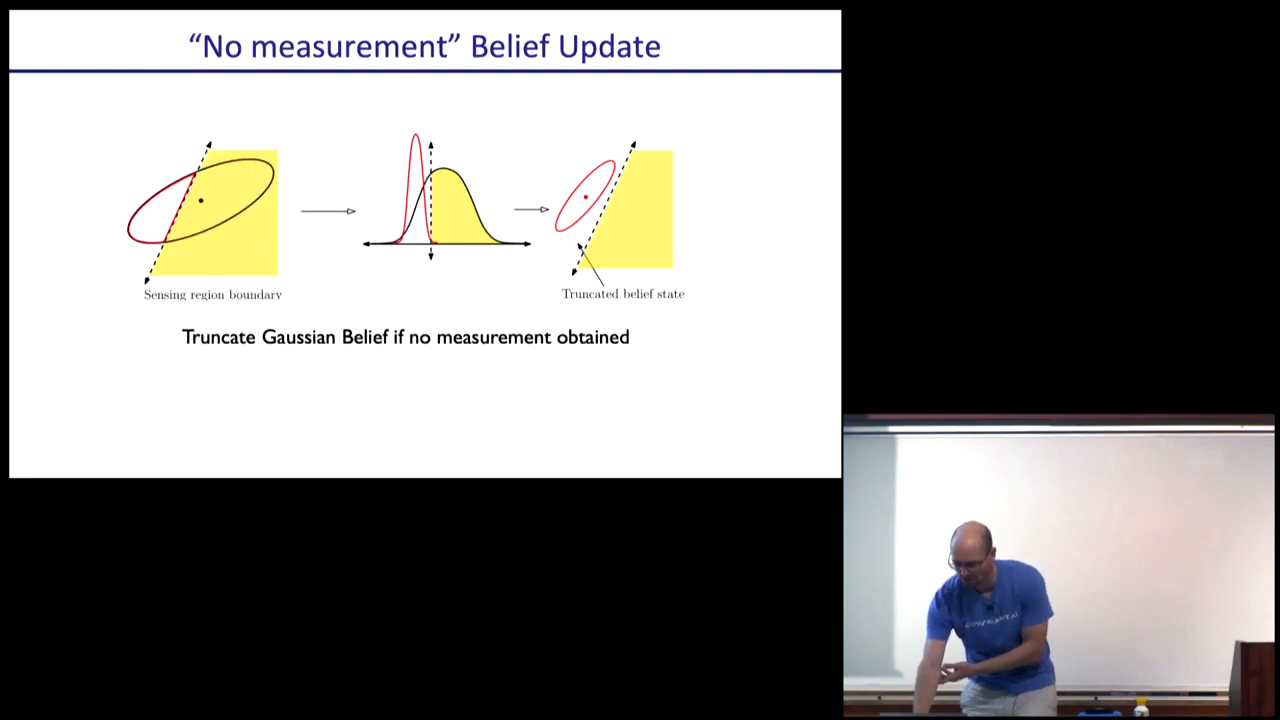 “No measurement” Belief Update
Sensing region boundary
Truncated belief state
Truncate Gaussian Belief if no measurement obtained